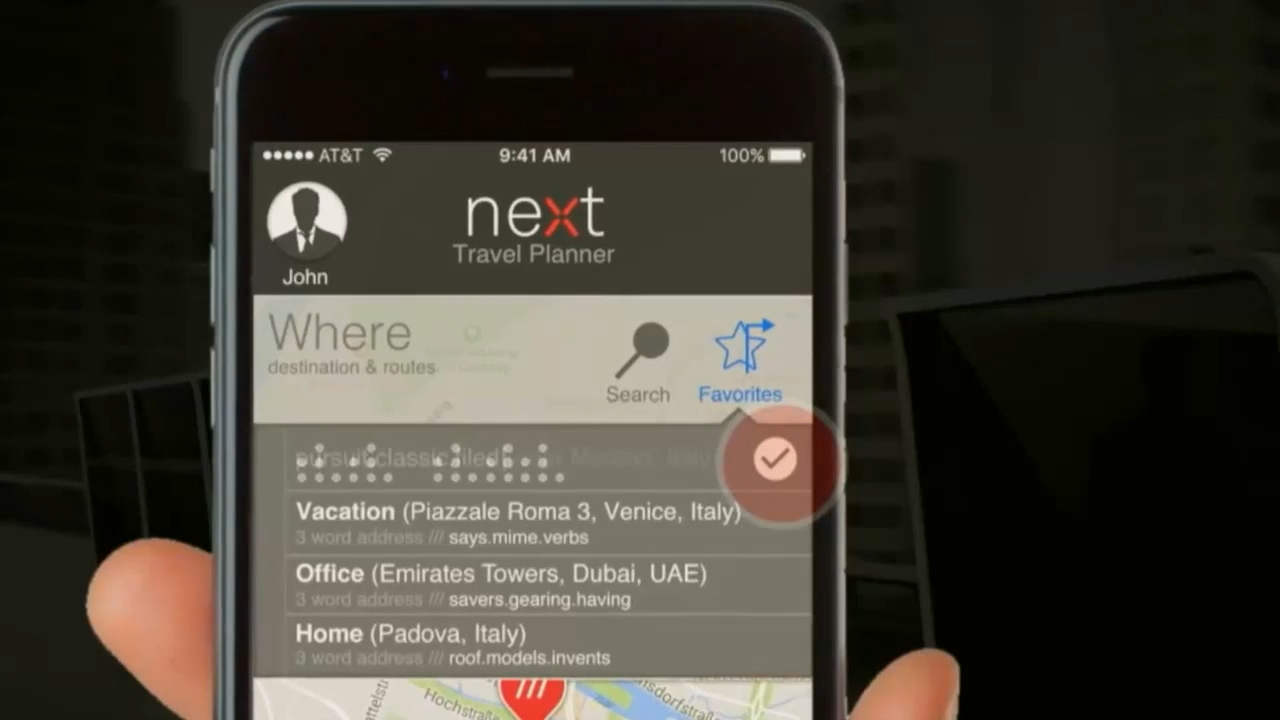 AT&T
9:41 AM
100%
John
next
Travel Planner
Where
destination & routes
Search
Favorites
Vacation (Piazzale Roma 3, Venice, Italy)
3 word address /// says.mime.verbs
Office (Emirates Towers, Dubai, UAE)
3 word address /// savers.gearing.having
Home (Padova, Italy)
3 word address /// roof.models.invents
Hochstraße
///